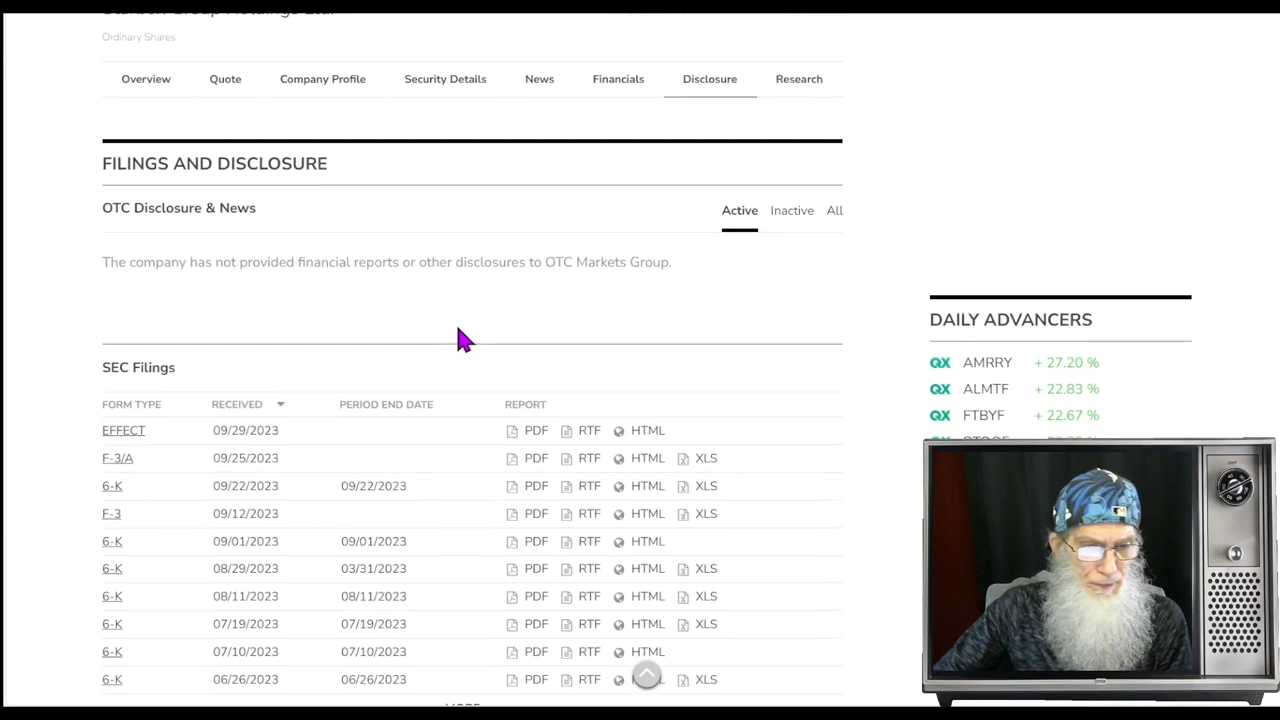 Group Holdings Ltd.
Ordinary Shares
Overview Quote Company Profile Security Details News Financials Disclosure Research
FILINGS AND DISCLOSURE
OTC Disclosure & News
Active Inactive All
The company has not provided financial reports or other disclosures to OTC Markets Group.
SEC Filings
FORM TYPE RECEIVED PERIOD END DATE REPORT
EFFECT 09/29/2023 PDF RTF HTML
F-3/A 09/25/2023 PDF RTF HTML XLS
6-K 09/22/2023 09/22/2023 PDF RTF HTML XLS
F-3 09/12/2023 PDF RTF HTML XLS
6-K 09/01/2023 09/01/2023 PDF RTF HTML
6-K 08/29/2023 03/31/2023 PDF RTF HTML XLS
6-K 08/11/2023 08/11/2023 PDF RTF HTML XLS
6-K 07/19/2023 07/19/2023 PDF RTF HTML XLS
6-K 07/10/2023 07/10/2023 PDF RTF HTML
6-K 06/26/2023 06/26/2023 PDF RTF HTML XLS
MORE
DAILY ADVANCERS
QX AMRRY + 27.20 %
QX ALMTF + 22.83 %
QX FTBYF + 22.67 %